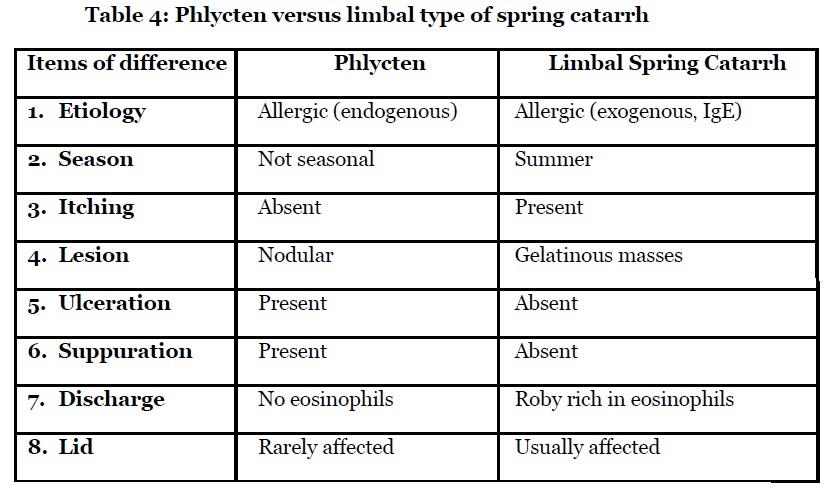 Table 4: Phlycten versus limbal type of spring catarrh
Items of difference Phlycten Limbal Spring Catarrh
1. Etiology Allergic (endogenous) Allergic (exogenous, IgE)
2. Season Not seasonal Summer
3. Itching Absent Present
4. Lesion Nodular Gelatinous masses
5. Ulceration Present Absent
6. Suppuration Present Absent
7. Discharge No eosinophils Roby rich in eosinophils
8. Lid Rarely affected Usually affected